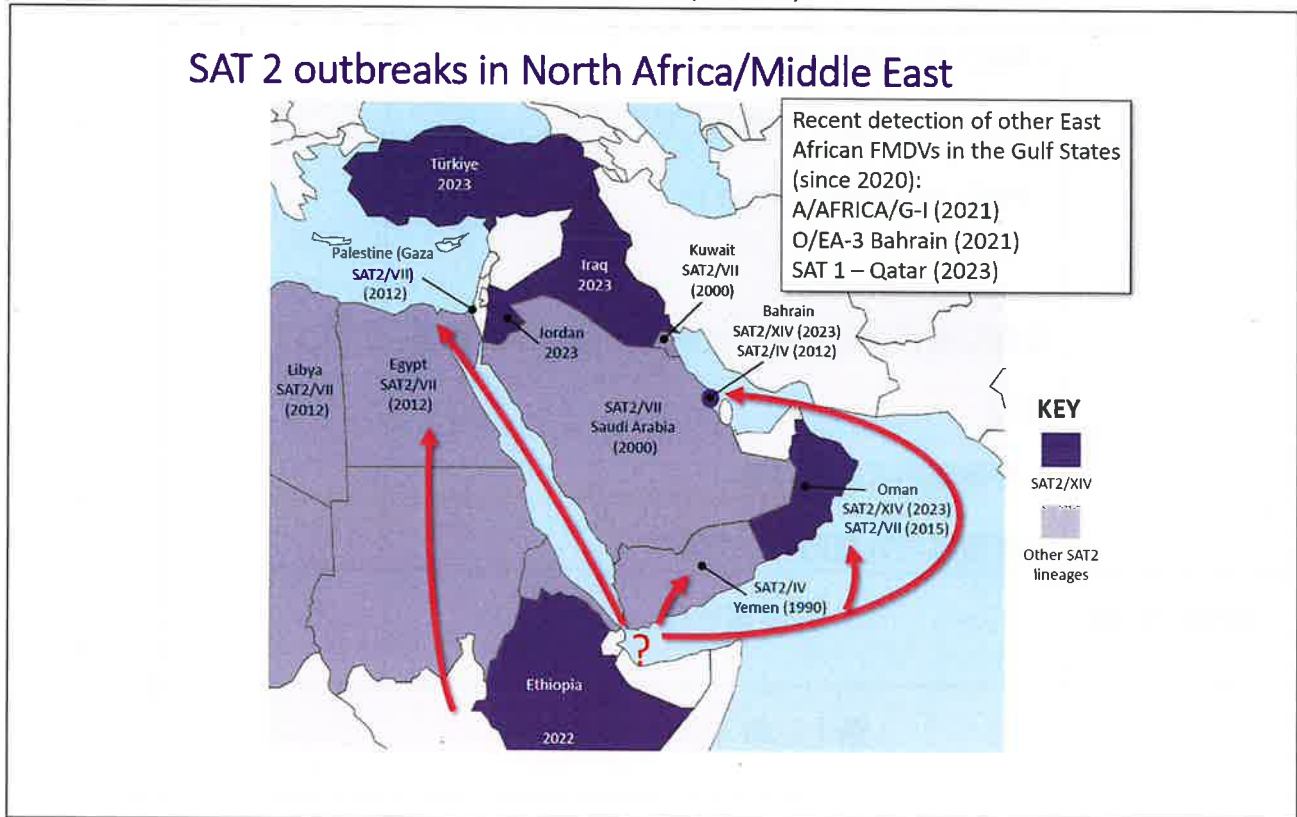 SAT 2 outbreaks in North Africa/Middle East
Recent detection of other East
African FMDVs in the Gulf States
(since 2020):
A/AFRICA/G-I (2021)
O/EA-3 Bahrain (2021)
SAT 1 – Qatar (2023)
Türkiye
2023
Palestine (Gaza
SAT2/VII)
(2012)
Iraq
2023
Kuwait
SAT2/VII
(2000)
Bahrain
SAT2/XIV (2023)
SAT2/IV (2012)
Jordan
2023
Libya
SAT2/VII
(2012)
Egypt
SAT2/VII
(2012)
SAT2/VII
Saudi Arabia
(2000)
Oman
SAT2/XIV (2023)
SAT2/VII (2015)
SAT2/IV
Yemen (1990)
?
Ethiopia
2022
KEY
SAT2/XIV
Other SAT2
lineages